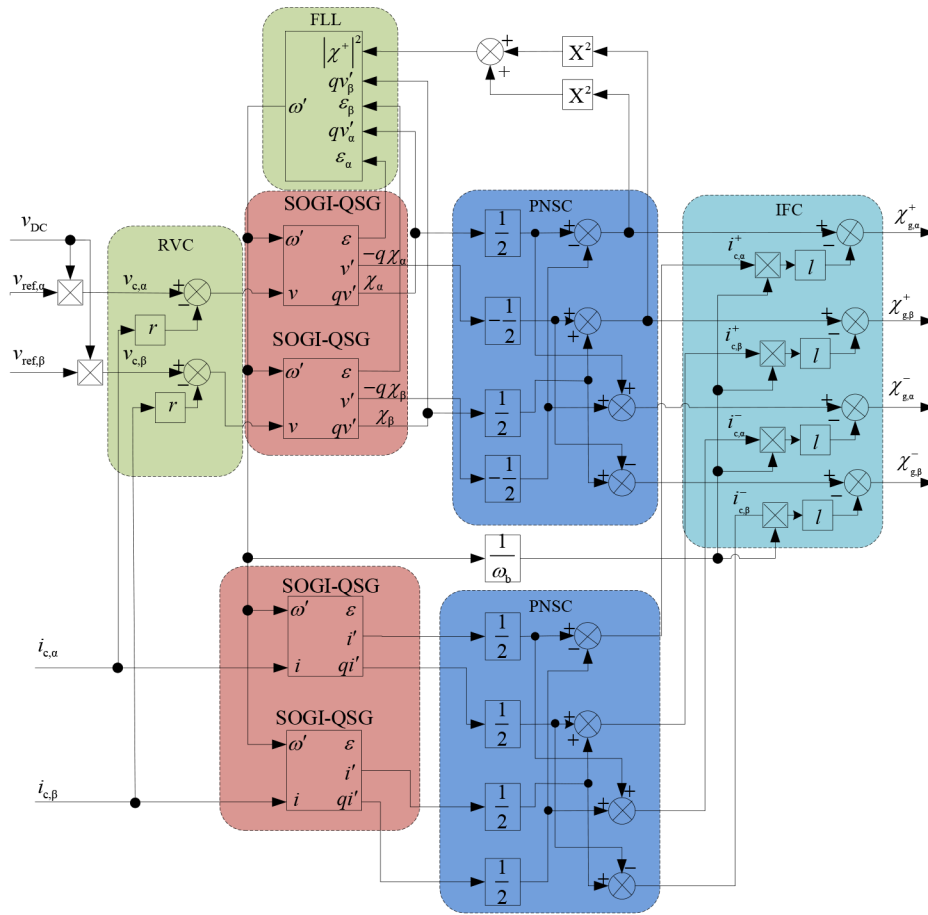 FLL
|χ⁺|²
qv′β
ω′
εβ
qv′α
εα
+
+
X²
X²
vDC
vref,α
vref,β
RVC
vc,α
+
−
r
vc,β
+
−
r
SOGI-QSG
ω′
ε
v′
v
qv′
−qχα
χα
SOGI-QSG
ω′
ε
v′
v
qv′
−qχβ
χβ
PNSC
1/2
−1/2
1/2
−1/2
+
−
+
+
+
+
−
+
IFC
i⁺c,α
l
+
−
χ⁺g,α
i⁺c,β
l
+
−
χ⁺g,β
i⁻c,α
l
+
−
χ⁻g,α
i⁻c,β
l
+
−
χ⁻g,β
1/ωb
ic,α
ic,β
SOGI-QSG
ω′
ε
i′
i
qi′
SOGI-QSG
ω′
ε
i′
i
qi′
PNSC
1/2
1/2
1/2
1/2
+
−
+
+
+
+
−
+